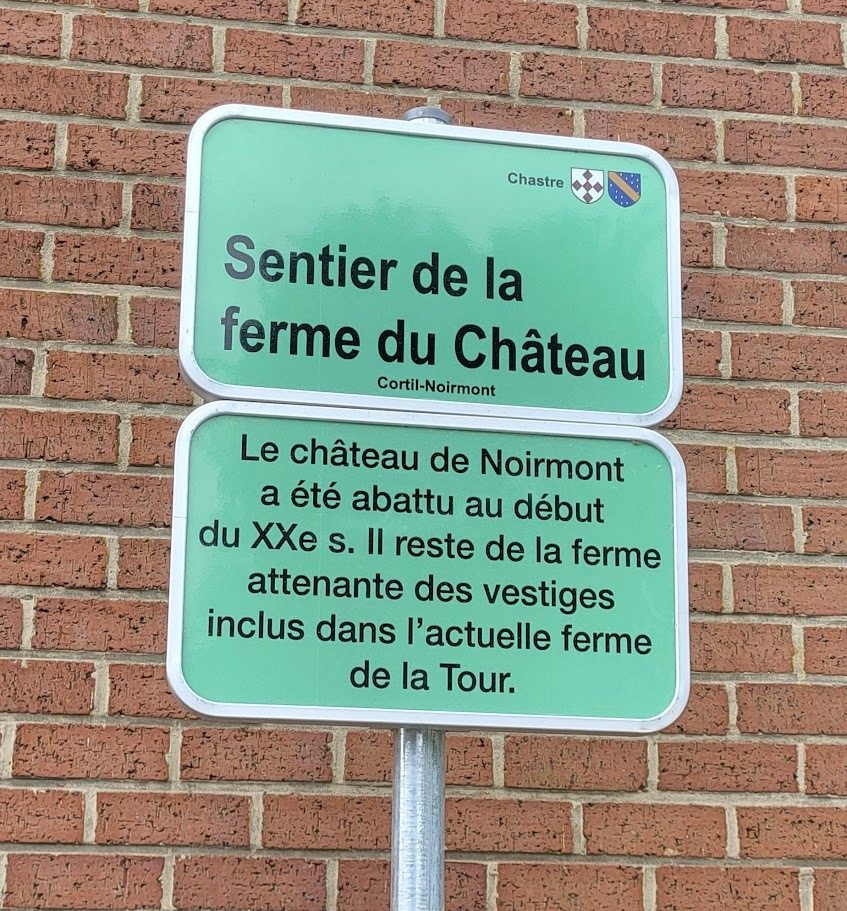 Chastre
Sentier de la
ferme du Château
Cortil-Noirmont
Le château de Noirmont
a été abattu au début
du XXe s. Il reste de la ferme
attenante des vestiges
inclus dans l'actuelle ferme
de la Tour.